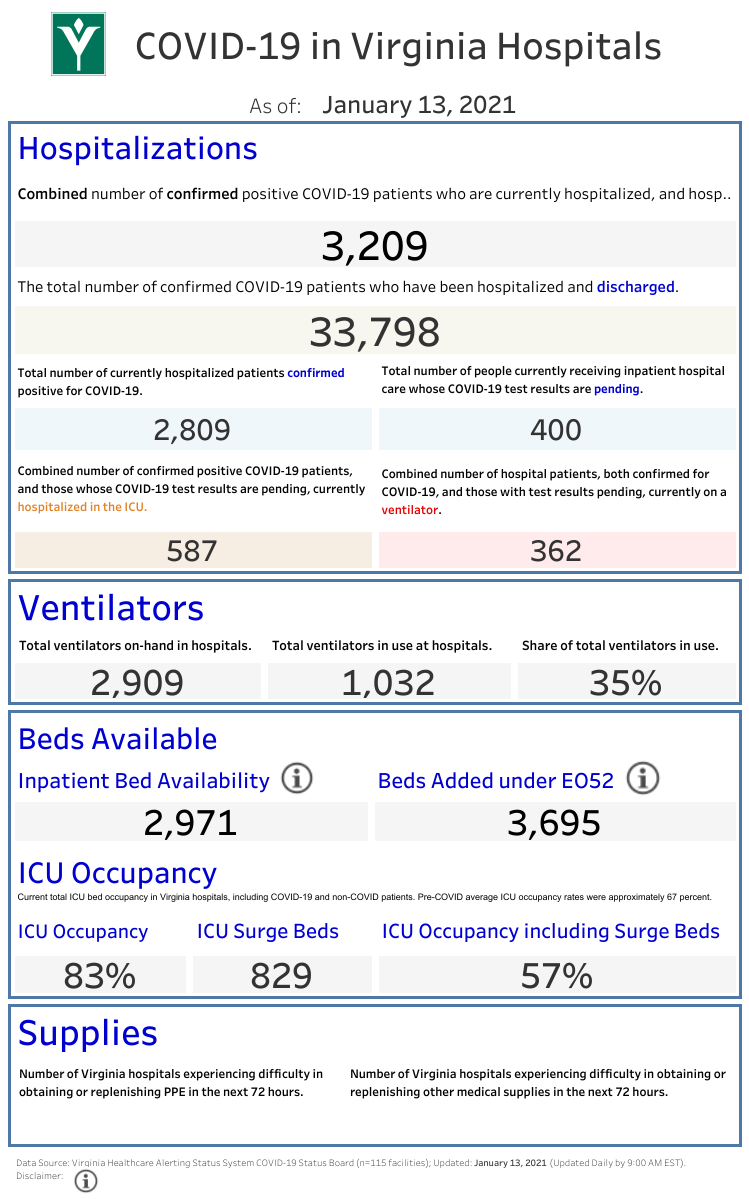 COVID-19 in Virginia Hospitals
As of: January 13, 2021
Hospitalizations
Combined number of confirmed positive COVID-19 patients who are currently hospitalized, and hosp..
3,209
The total number of confirmed COVID-19 patients who have been hospitalized and discharged.
33,798
Total number of currently hospitalized patients confirmed
positive for COVID-19.
Total number of people currently receiving inpatient hospital
care whose COVID-19 test results are pending.
2,809
400
Combined number of confirmed positive COVID-19 patients,
and those whose COVID-19 test results are pending, currently
hospitalized in the ICU.
Combined number of hospital patients, both confirmed for
COVID-19, and those with test results pending, currently on a
ventilator.
587
362
Ventilators
Total ventilators on-hand in hospitals.
Total ventilators in use at hospitals.
Share of total ventilators in use.
2,909
1,032
35%
Beds Available
Inpatient Bed Availability
Beds Added under EO52
2,971
3,695
ICU Occupancy
Current total ICU bed occupancy in Virginia hospitals, including COVID-19 and non-COVID patients. Pre-COVID average ICU occupancy rates were approximately 67 percent.
ICU Occupancy
ICU Surge Beds
ICU Occupancy including Surge Beds
83%
829
57%
Supplies
Number of Virginia hospitals experiencing difficulty in
obtaining or replenishing PPE in the next 72 hours.
Number of Virginia hospitals experiencing difficulty in obtaining or
replenishing other medical supplies in the next 72 hours.
Data Source: Virginia Healthcare Alerting Status System COVID-19 Status Board (n=115 facilities); Updated: January 13, 2021 (Updated Daily by 9:00 AM EST).
Disclaimer: